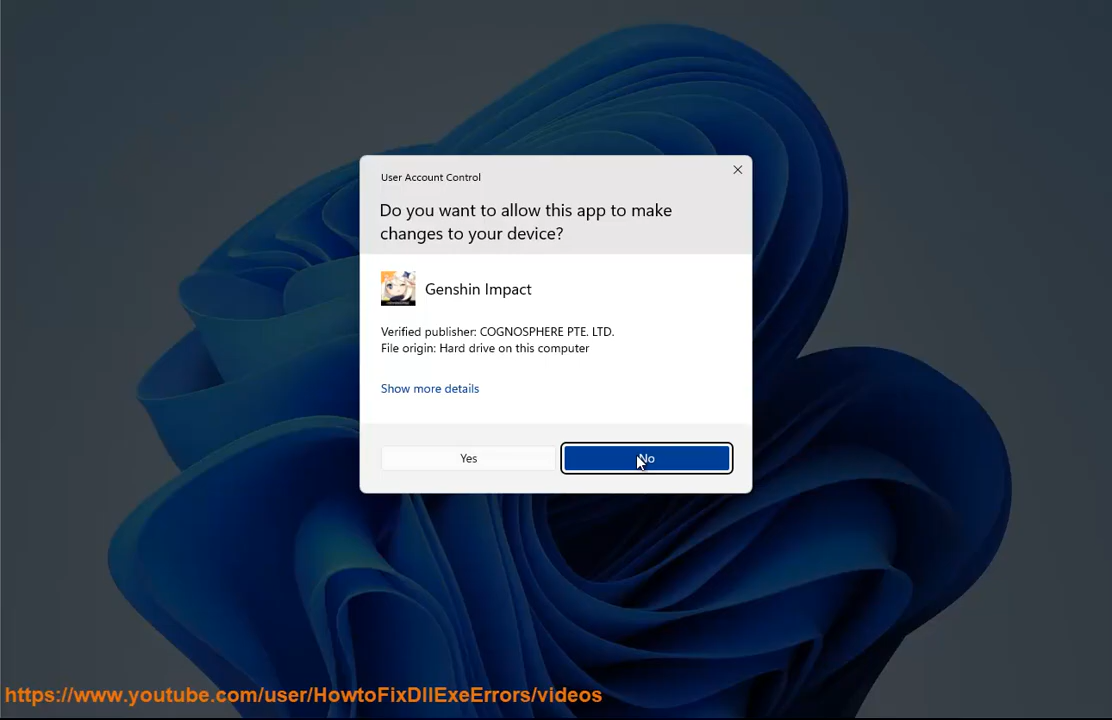 User Account Control
Do you want to allow this app to make
changes to your device?
Genshin Impact
Verified publisher: COGNOSPHERE PTE. LTD.
File origin: Hard drive on this computer
Show more details
Yes
No
https://www.youtube.com/user/HowtoFixDllExeErrors/videos